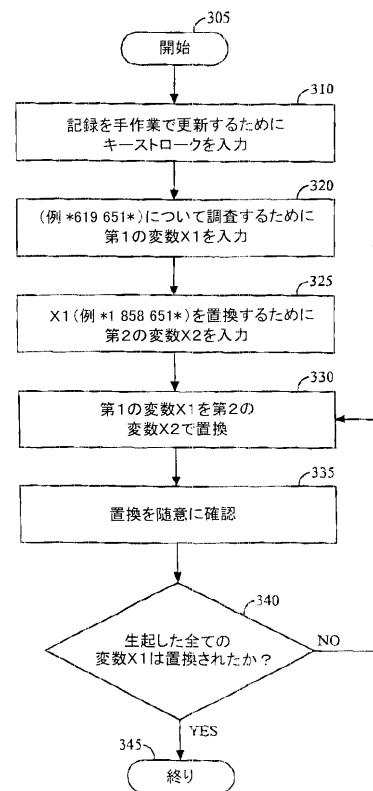 305
開始
310
記録を手作業で更新するために
キーストロークを入力
320
(例 *619 651*)について調査するために
第1の変数X1を入力
325
X1(例 *1 858 651*)を置換するために
第2の変数X2を入力
330
第1の変数X1を第2の
変数X2で置換
335
置換を随意に確認
340
生起した全ての
変数X1は置換されたか?
NO
YES
345
終り